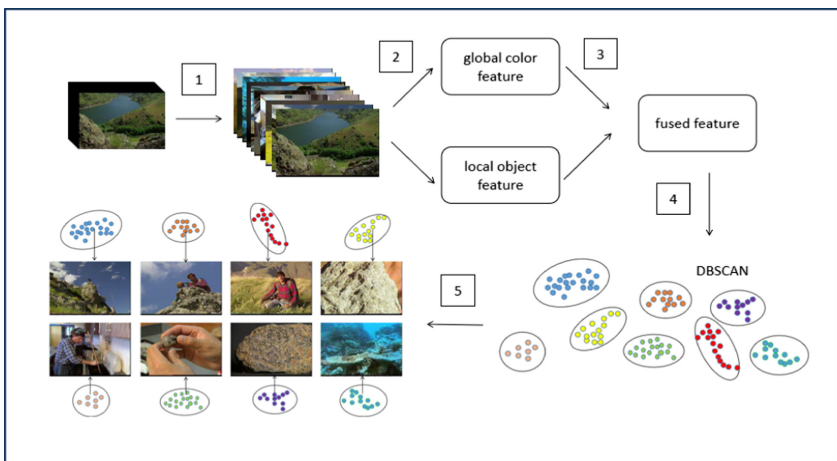 1
2
global color
feature
3
fused feature
local object
feature
4
DBSCAN
5